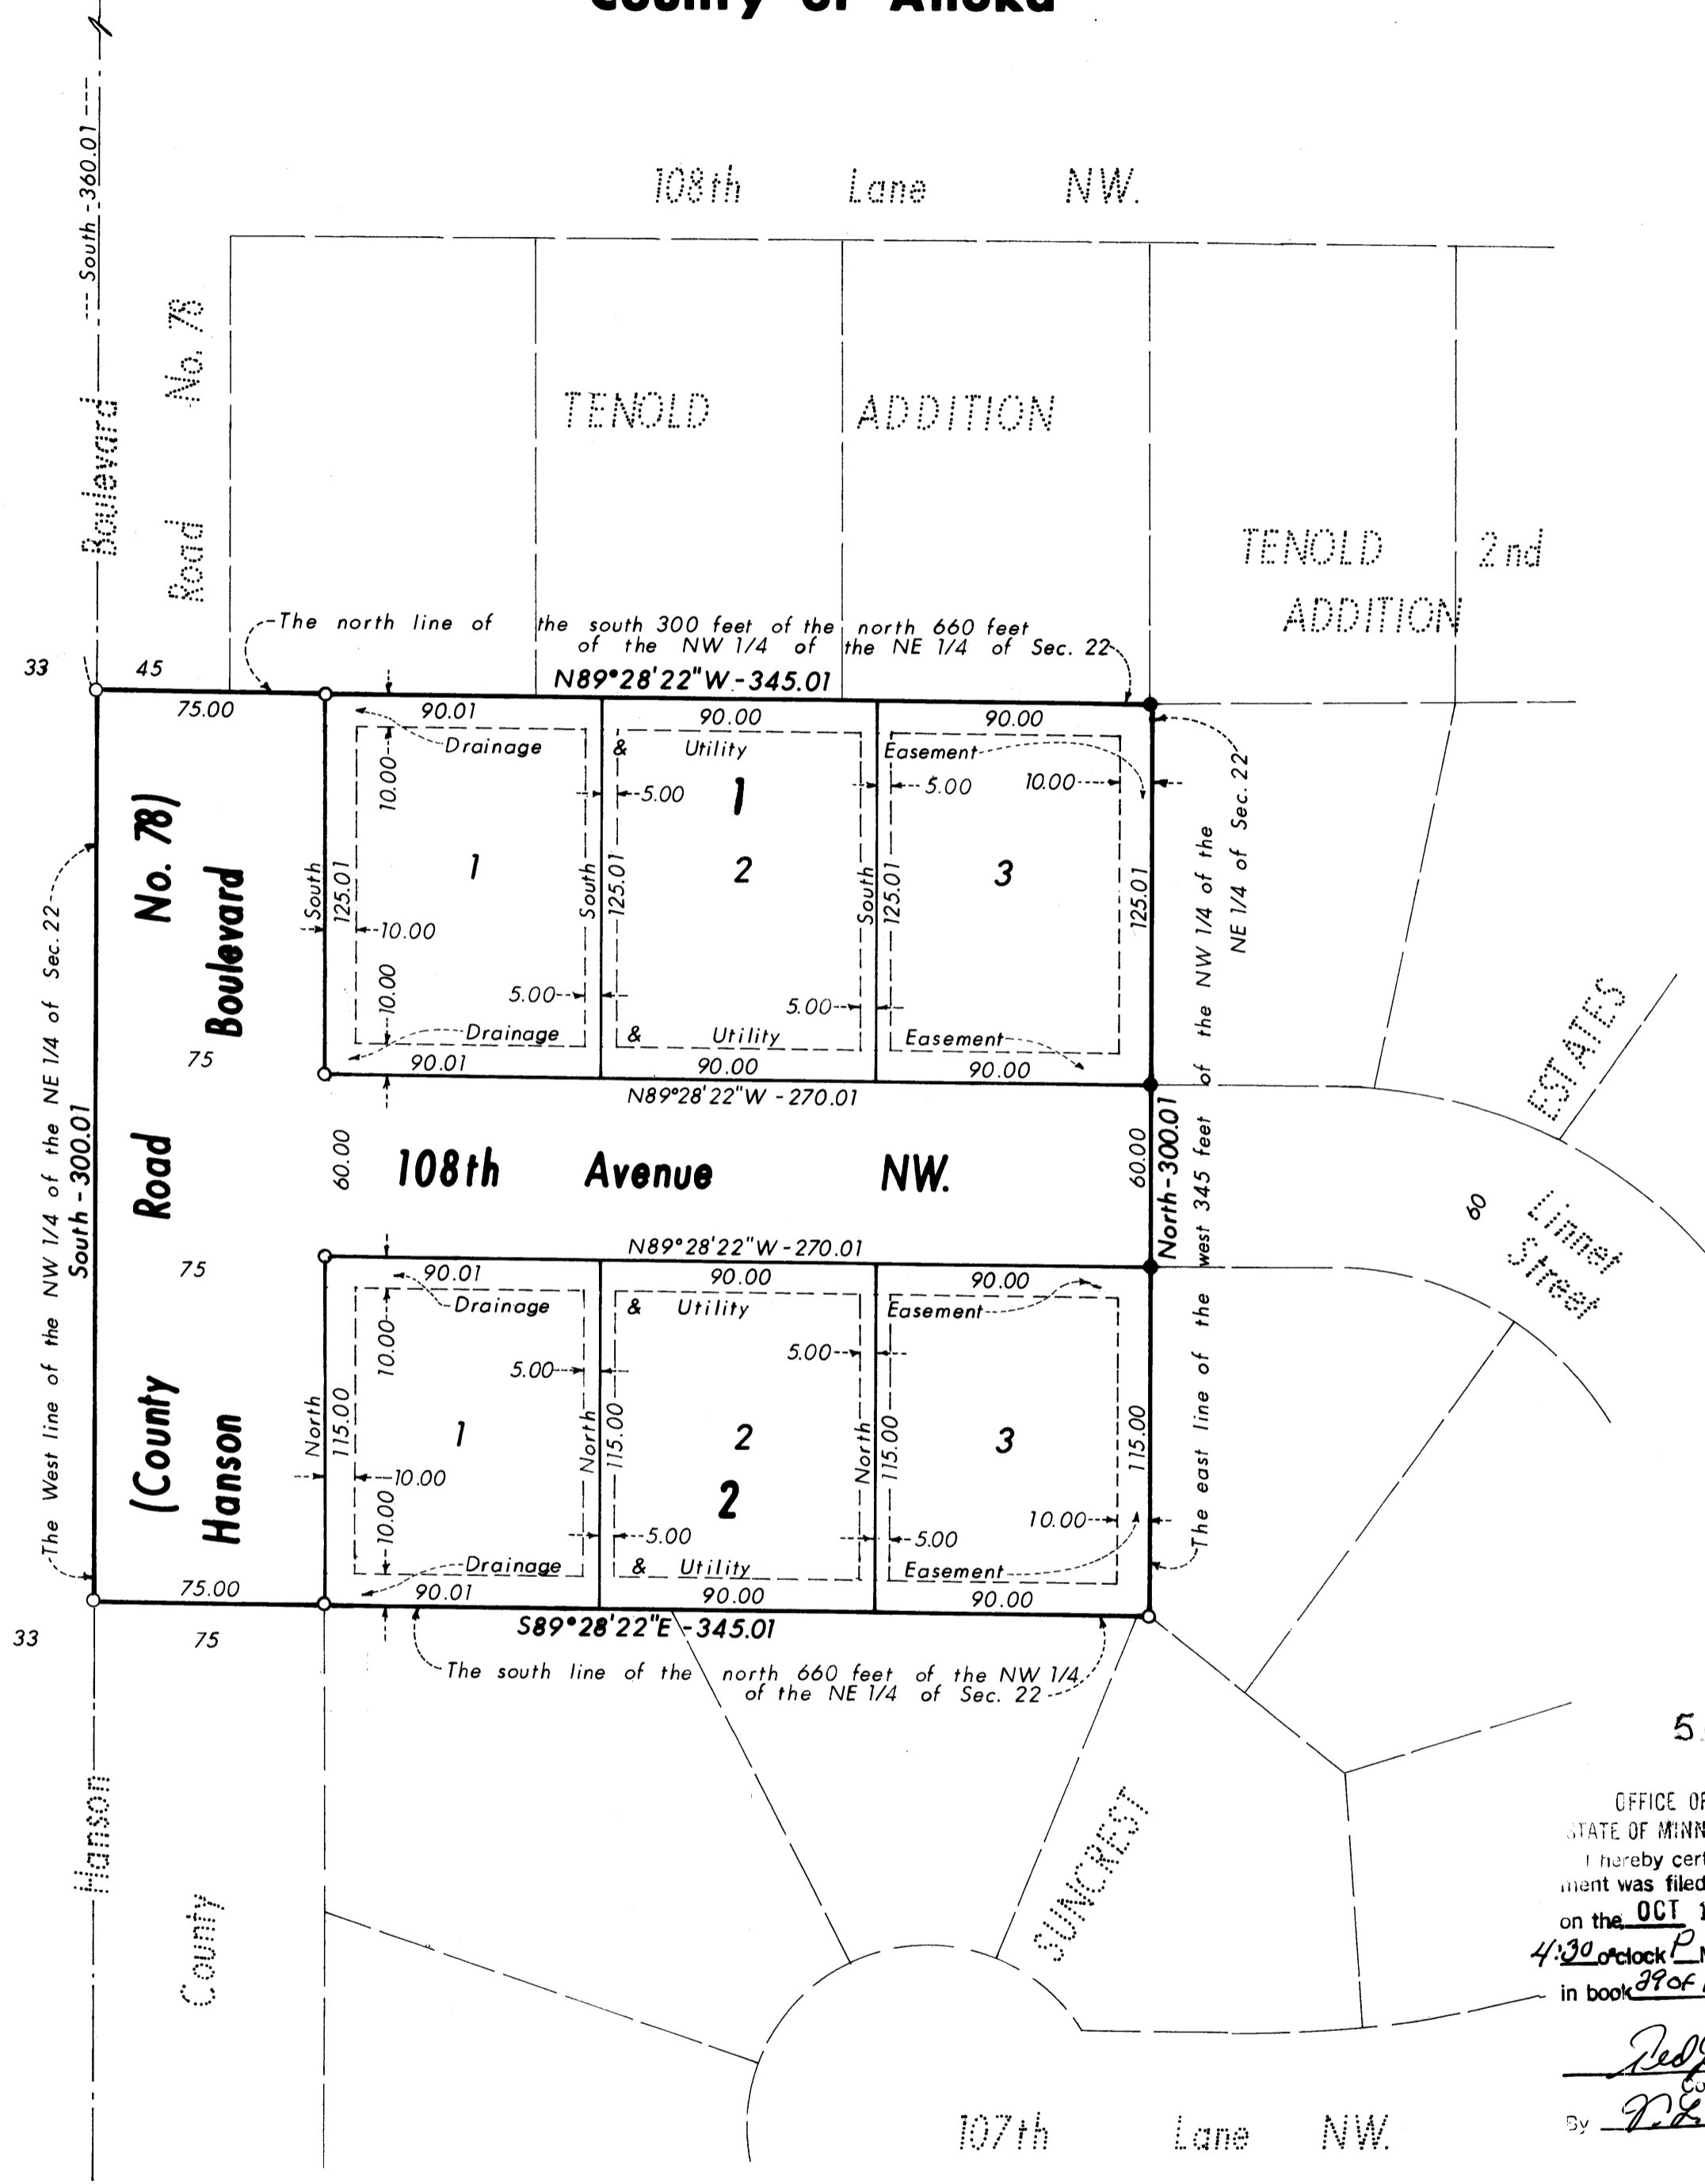 County of Anoka
--- South - 360.01 ---
108th Lane NW.
Boulevard
Road No. 78
TENOLD ADDITION
TENOLD 2nd
ADDITION
The north line of the south 300 feet of the north 660 feet
of the NW 1/4 of the NE 1/4 of Sec. 22
33
45
N89°28'22"W - 345.01
75.00
90.01
90.00
90.00
Drainage & Utility Easement
10.00
5.00
5.00
10.00
1
1
2
3
South
125.01
South
125.01
South
125.01
125.01
10.00
10.00
5.00
5.00
Drainage & Utility Easement
90.01
90.00
90.00
N89°28'22"W - 270.01
75
The West line of the NW 1/4 of the NE 1/4 of Sec. 22
South - 300.01
(County Road No. 78)
Hanson Boulevard
60.00
108th Avenue NW.
60.00
North - 300.01
The east line of the west 345 feet of the NW 1/4 of the
NE 1/4 of Sec. 22
ESTATES
60
Linnet
Street
75
N89°28'22"W - 270.01
90.01
90.00
90.00
Drainage & Utility Easement
10.00
5.00
5.00
1
2
3
2
North
115.00
North
115.00
North
115.00
115.00
10.00
10.00
5.00
5.00
10.00
Drainage & Utility Easement
75.00
90.01
90.00
90.00
33
75
S89°28'22"E - 345.01
The south line of the north 660 feet of the NW 1/4
of the NE 1/4 of Sec. 22
Hanson
County
SUNCREST
107th Lane NW.
5
OFFICE OF
STATE OF MINN
I hereby cert
ment was filed
on the OCT 1
4:30 o'clock P M
in book 29 of
By